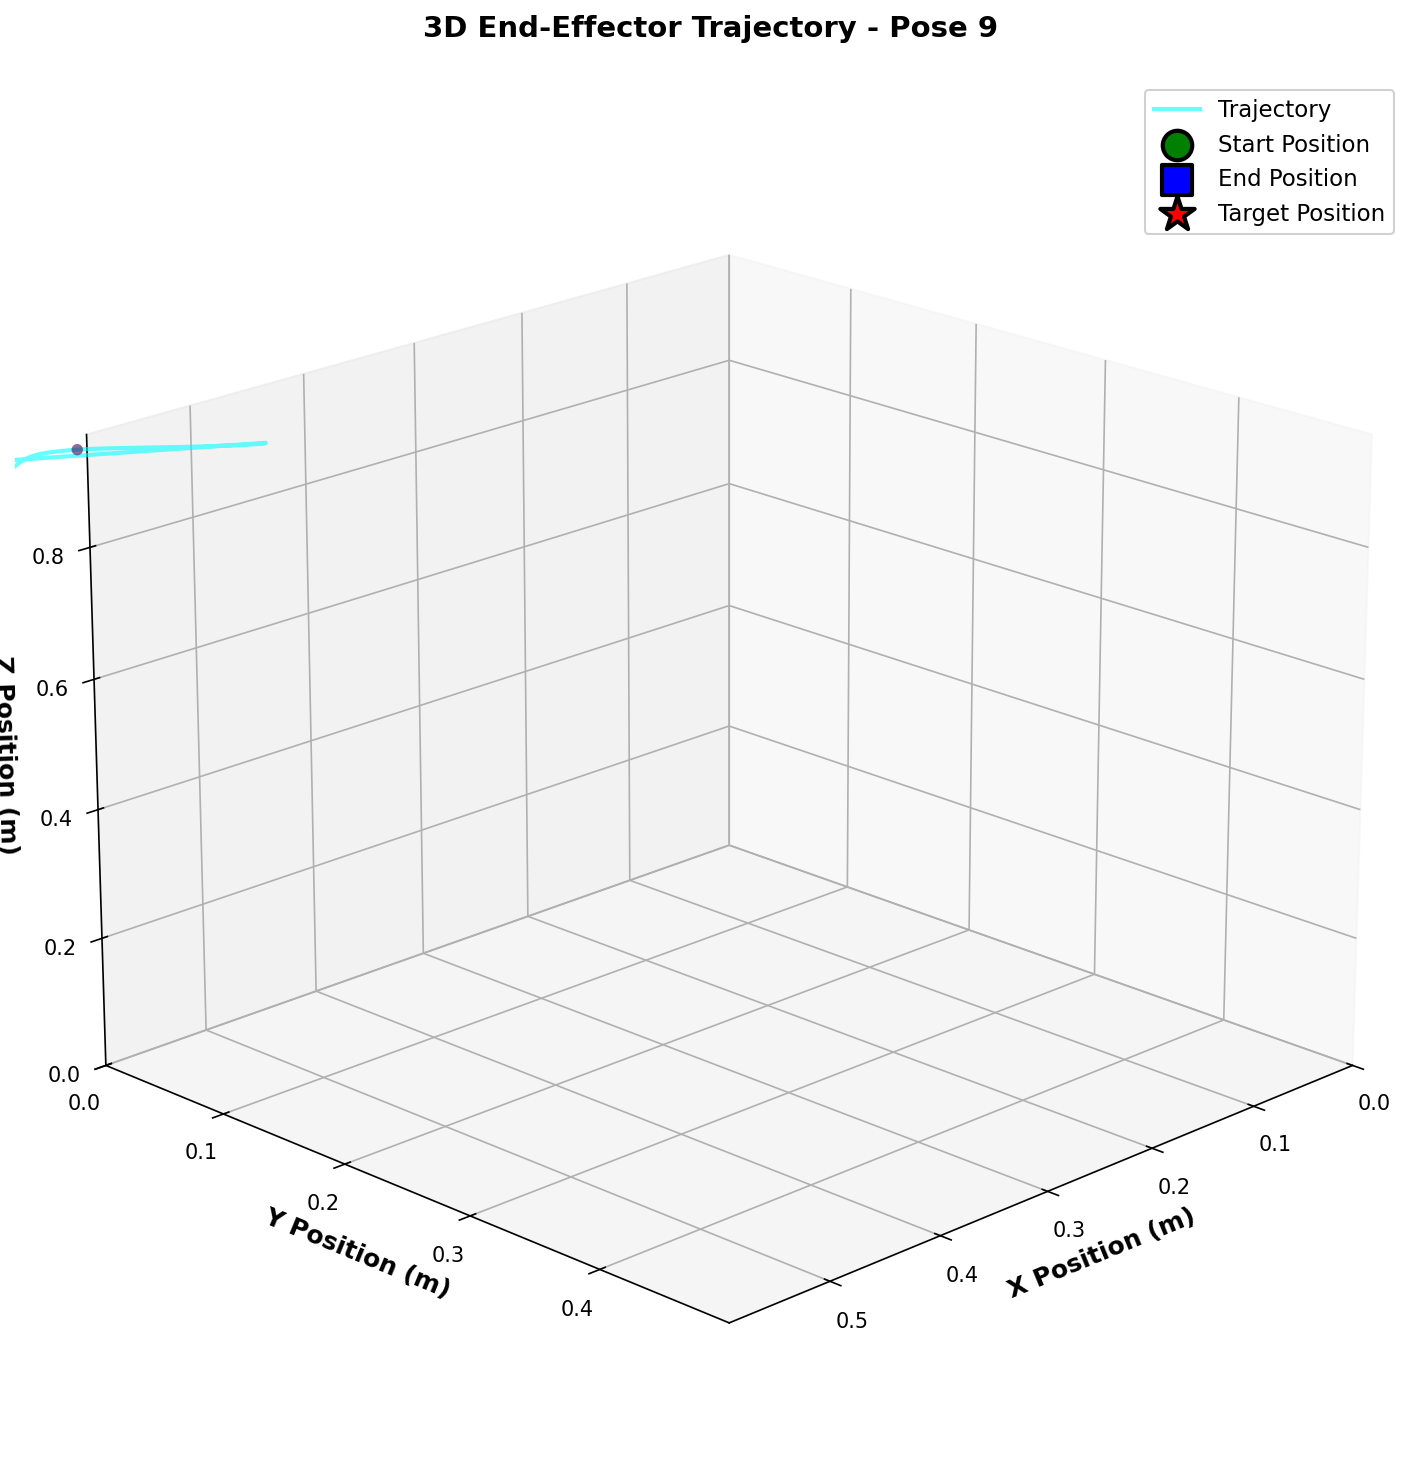 3D End-Effector Trajectory - Pose 9
Trajectory
Start Position
End Position
Target Position
0.8
0.6
0.4
0.2
0.0
Z Position (m)
0.0
0.1
0.2
0.3
0.4
Y Position (m)
0.0
0.1
0.2
0.3
0.4
0.5
X Position (m)